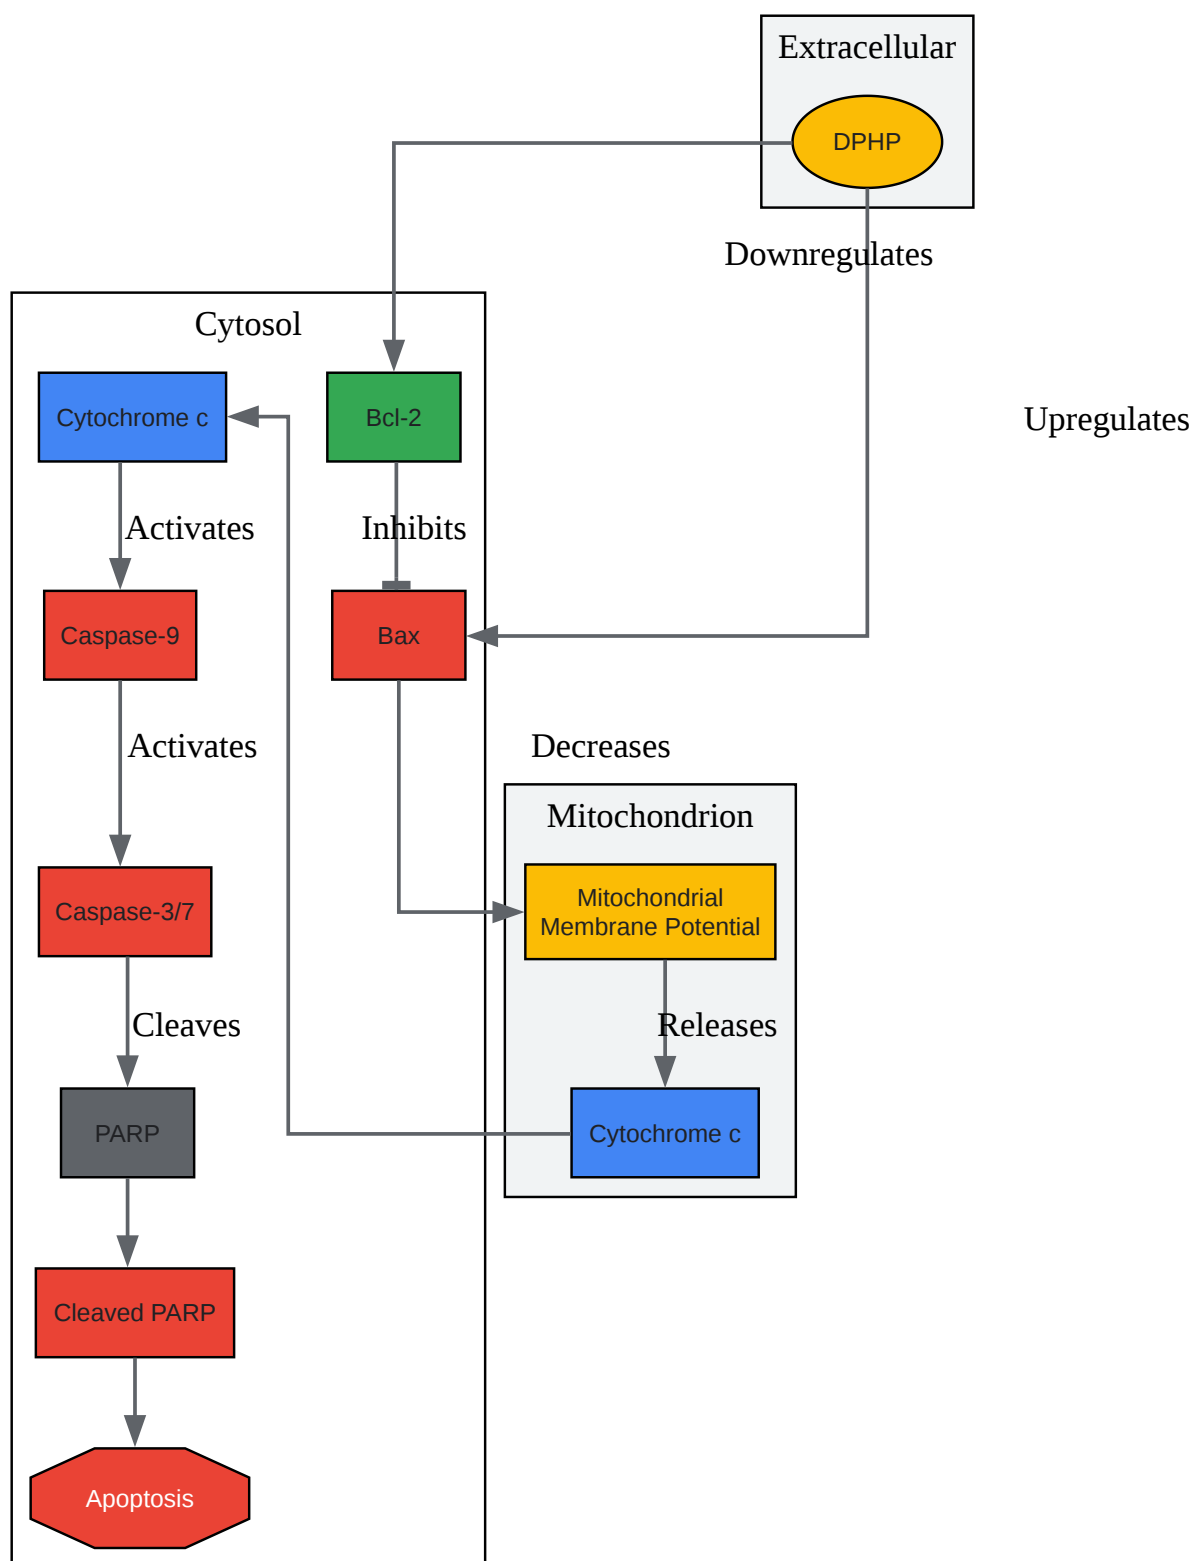 Extracellular
DPHP
Downregulates
Cytosol
Cytochrome c
Bcl-2
Upregulates
Activates
Inhibits
Caspase-9
Bax
Activates
Decreases
Mitochondrion
Caspase-3/7
Mitochondrial
Membrane Potential
Cleaves
Releases
PARP
Cytochrome c
Cleaved PARP
Apoptosis